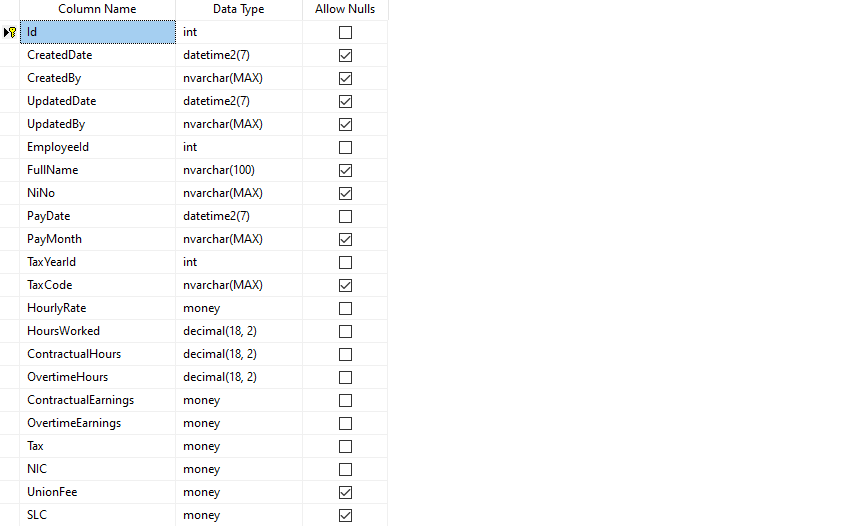 Column Name Data Type Allow Nulls
Id int
CreatedDate datetime2(7)
CreatedBy nvarchar(MAX)
UpdatedDate datetime2(7)
UpdatedBy nvarchar(MAX)
EmployeeId int
FullName nvarchar(100)
NiNo nvarchar(MAX)
PayDate datetime2(7)
PayMonth nvarchar(MAX)
TaxYearId int
TaxCode nvarchar(MAX)
HourlyRate money
HoursWorked decimal(18, 2)
ContractualHours decimal(18, 2)
OvertimeHours decimal(18, 2)
ContractualEarnings money
OvertimeEarnings money
Tax money
NIC money
UnionFee money
SLC money